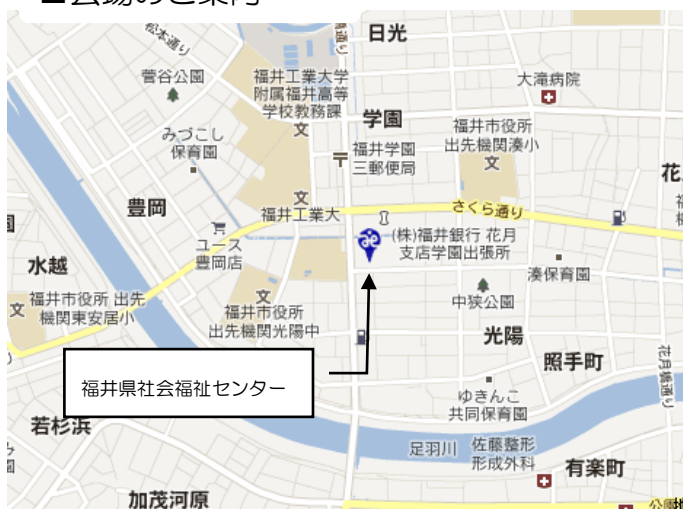 会場のご案内
日光
松本通り
菅谷公園
福井工業大学
附属福井高等
学校教務課
大滝病院
学園
みづこし
保育園
福井学園
三郵便局
福井市役所
出先機関湊小
豊岡
福井工業大
さくら通り
ユース
豊岡店
(株)福井銀行 花月
支店学園出張所
水越
湊保育園
福井市役所 出先
機関東安居小
福井市役所
出先機関光陽中
中狭公園
光陽
照手町
花月橋通り
福井県社会福祉センター
ゆきんこ
共同保育園
若杉浜
足羽川
佐藤整形
形成外科
有楽町
加茂河原